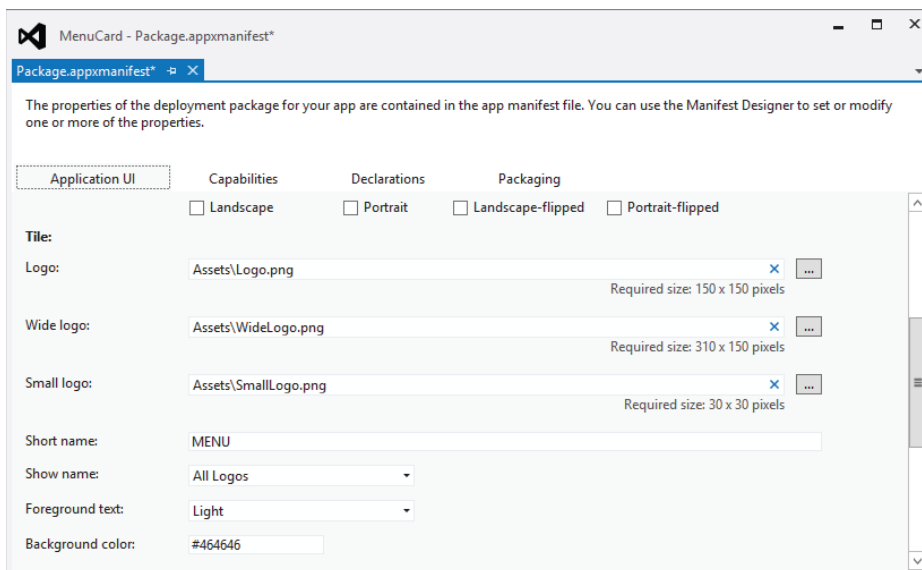 MenuCard - Package.appxmanifest*
Package.appxmanifest*
The properties of the deployment package for your app are contained in the app manifest file. You can use the Manifest Designer to set or modify
one or more of the properties.
Application UI Capabilities Declarations Packaging
Landscape Portrait Landscape-flipped Portrait-flipped
Tile:
Logo: Assets\Logo.png ...
Required size: 150 x 150 pixels
Wide logo: Assets\WideLogo.png ...
Required size: 310 x 150 pixels
Small logo: Assets\SmallLogo.png ...
Required size: 30 x 30 pixels
Short name: MENU
Show name: All Logos
Foreground text: Light
Background color: #464646